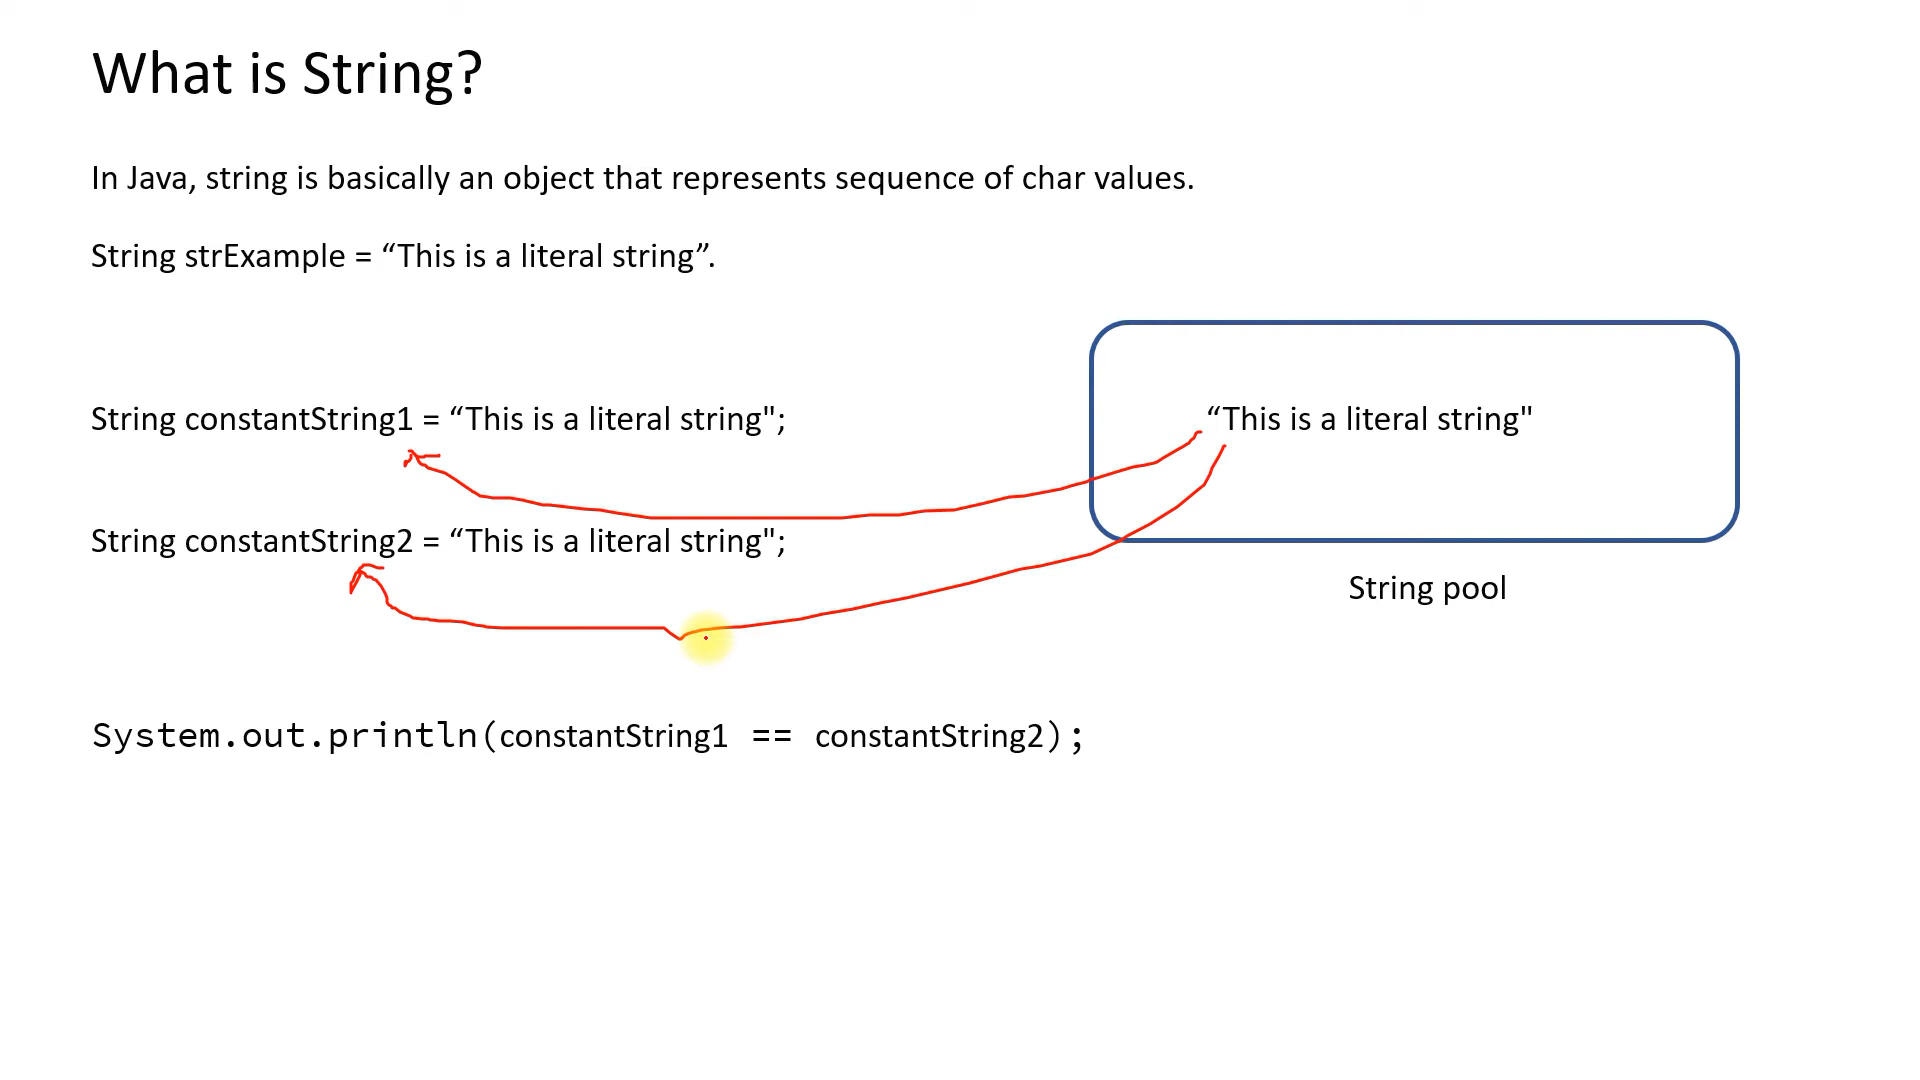 What is String?
In Java, string is basically an object that represents sequence of char values.
String strExample = “This is a literal string”.
String constantString1 = “This is a literal string";
“This is a literal string"
String constantString2 = “This is a literal string";
String pool
System.out.println(constantString1 == constantString2);